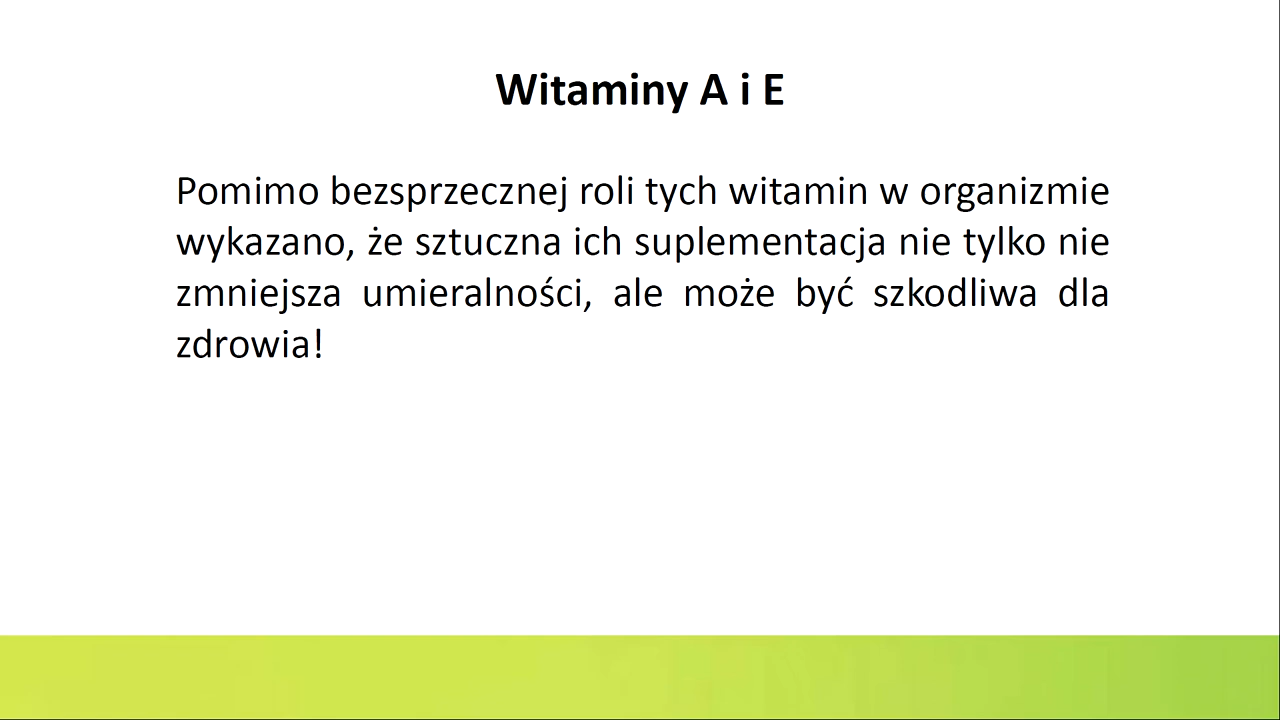 Witaminy A i E
Pomimo bezsprzecznej roli tych witamin w organizmie
wykazano, że sztuczna ich suplementacja nie tylko nie
zmniejsza umieralności, ale może być szkodliwa dla
zdrowia!